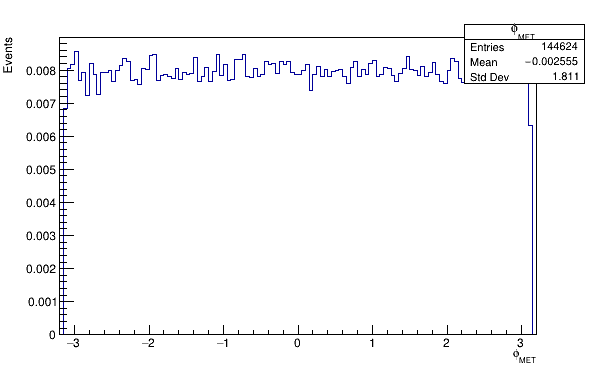 ϕ_MET
Entries 144624
Mean −0.002555
Std Dev 1.811
Events
0.008
0.007
0.006
0.005
0.004
0.003
0.002
0.001
0
−3 −2 −1 0 1 2 3
ϕ_MET